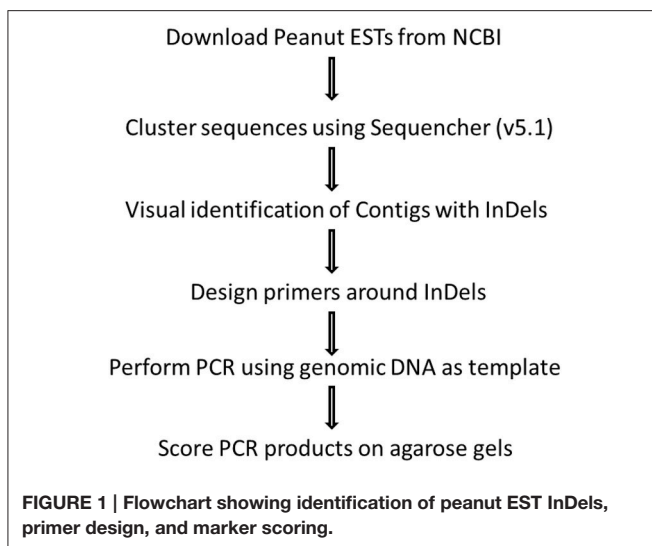 Download Peanut ESTs from NCBI
Cluster sequences using Sequencher (v5.1)
Visual identification of Contigs with InDels
Design primers around InDels
Perform PCR using genomic DNA as template
Score PCR products on agarose gels
FIGURE 1 | Flowchart showing identification of peanut EST InDels,
primer design, and marker scoring.